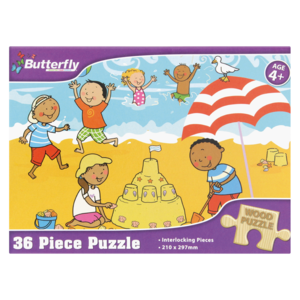 Butterfly
AGE
4+
WOOD
PUZZLE
36 Piece Puzzle
• Interlocking Pieces
• 210 x 297mm